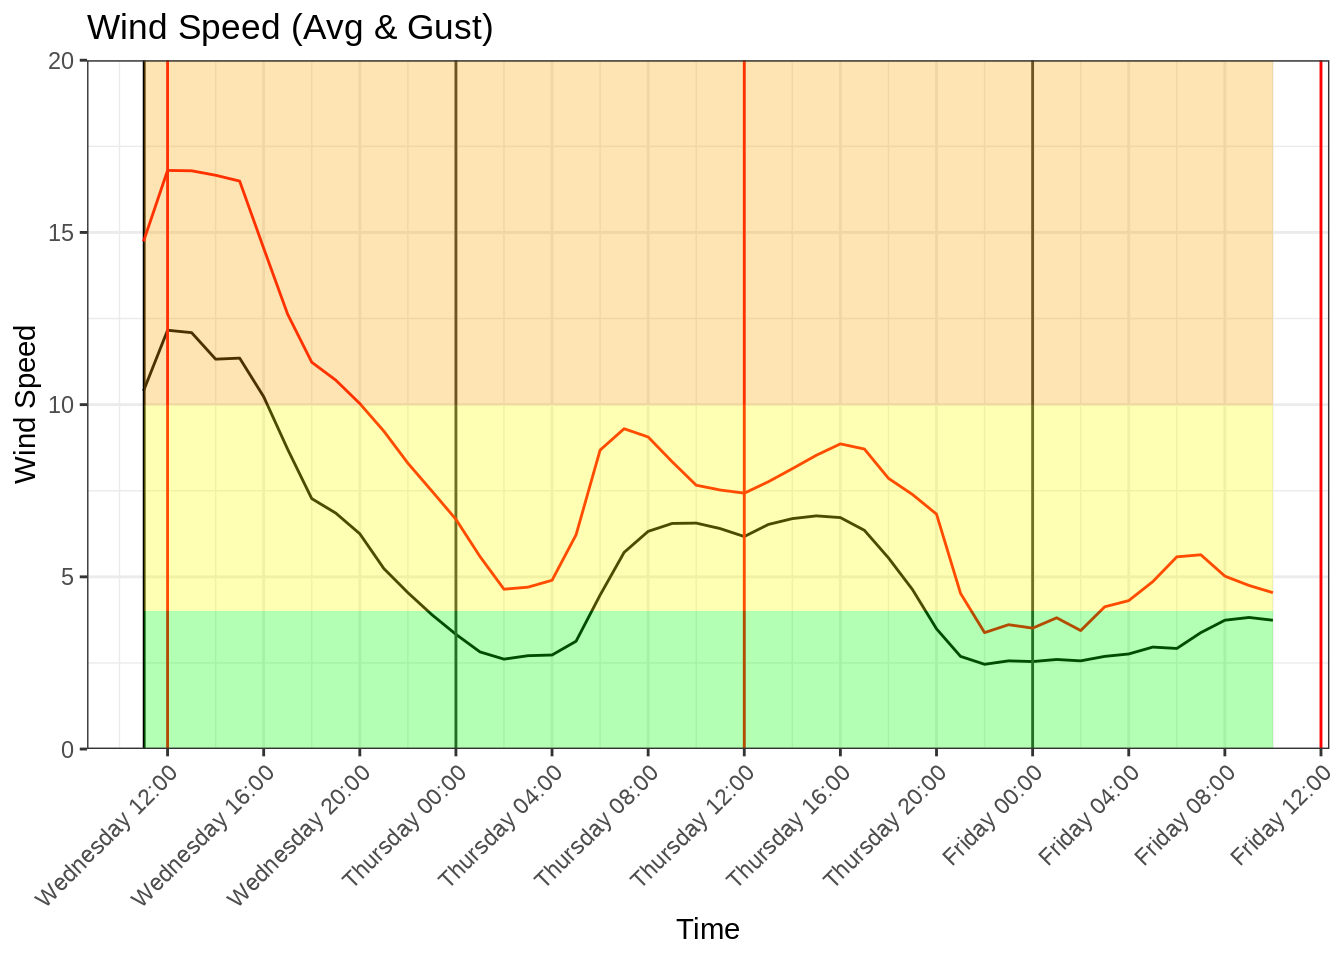 Wind Speed (Avg & Gust)
20
15
10
5
0
Wind Speed
Wednesday 12:00
Wednesday 16:00
Wednesday 20:00
Thursday 00:00
Thursday 04:00
Thursday 08:00
Thursday 12:00
Thursday 16:00
Thursday 20:00
Friday 00:00
Friday 04:00
Friday 08:00
Friday 12:00
Time